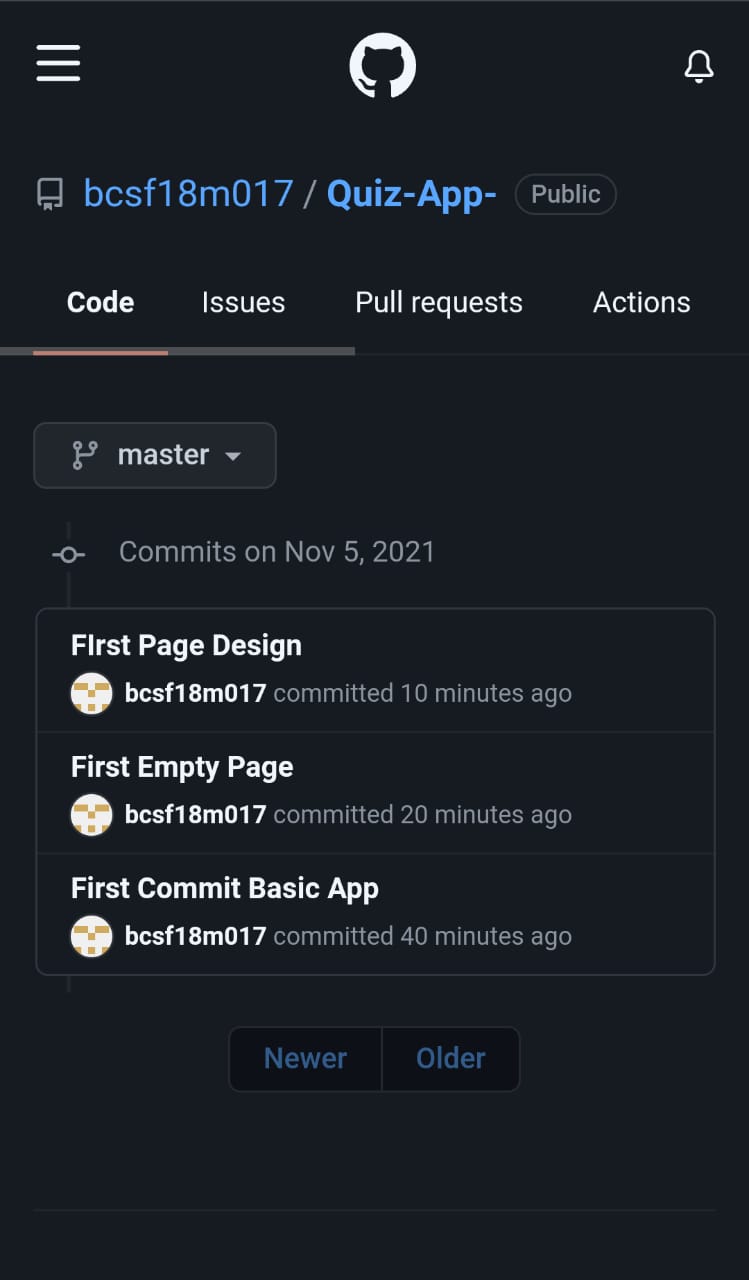 bcsf18m017 / Quiz-App- Public
Code Issues Pull requests Actions
master
Commits on Nov 5, 2021
FIrst Page Design
bcsf18m017 committed 10 minutes ago
First Empty Page
bcsf18m017 committed 20 minutes ago
First Commit Basic App
bcsf18m017 committed 40 minutes ago
Newer Older